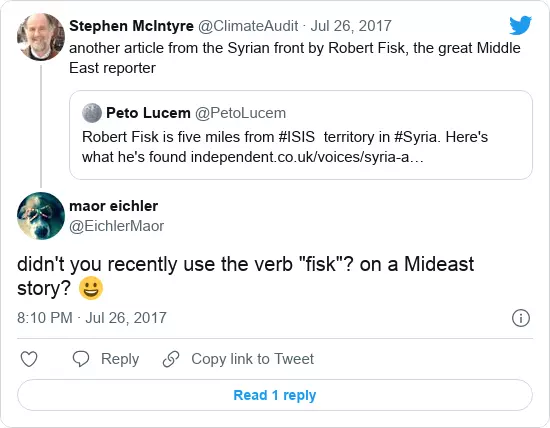 Stephen McIntyre @ClimateAudit · Jul 26, 2017
another article from the Syrian front by Robert Fisk, the great Middle
East reporter
Peto Lucem @PetoLucem
Robert Fisk is five miles from #ISIS territory in #Syria. Here's
what he's found independent.co.uk/voices/syria-a…
maor eichler
@EichlerMaor
didn't you recently use the verb "fisk"? on a Mideast
story? 😀
8:10 PM · Jul 26, 2017
Reply
Copy link to Tweet
Read 1 reply